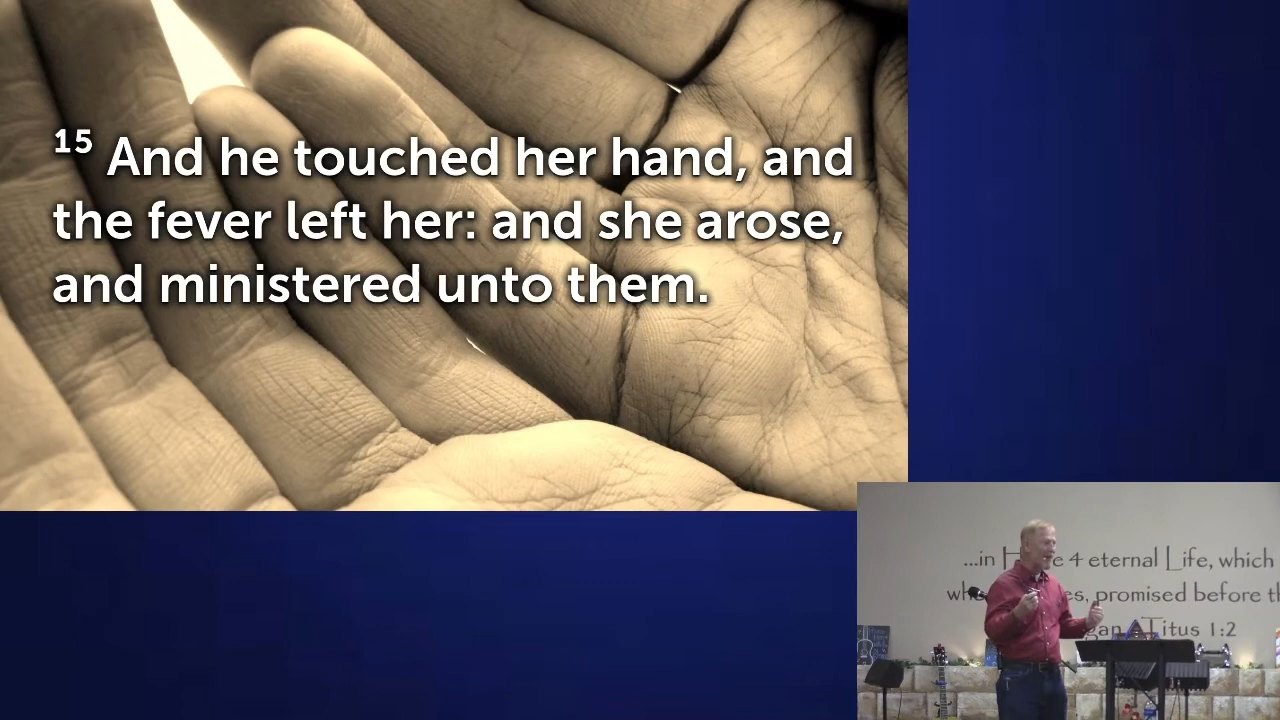 15 And he touched her hand, and
the fever left her: and she arose,
and ministered unto them.
...in 4 eternal Life, which
promised before
Titus 1:2